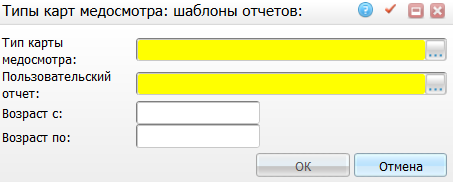 Типы карт медосмотра: шаблоны отчетов:
Тип карты
медосмотра:
...
Пользовательский
отчет:
...
Возраст с:
Возраст по:
ОК
Отмена